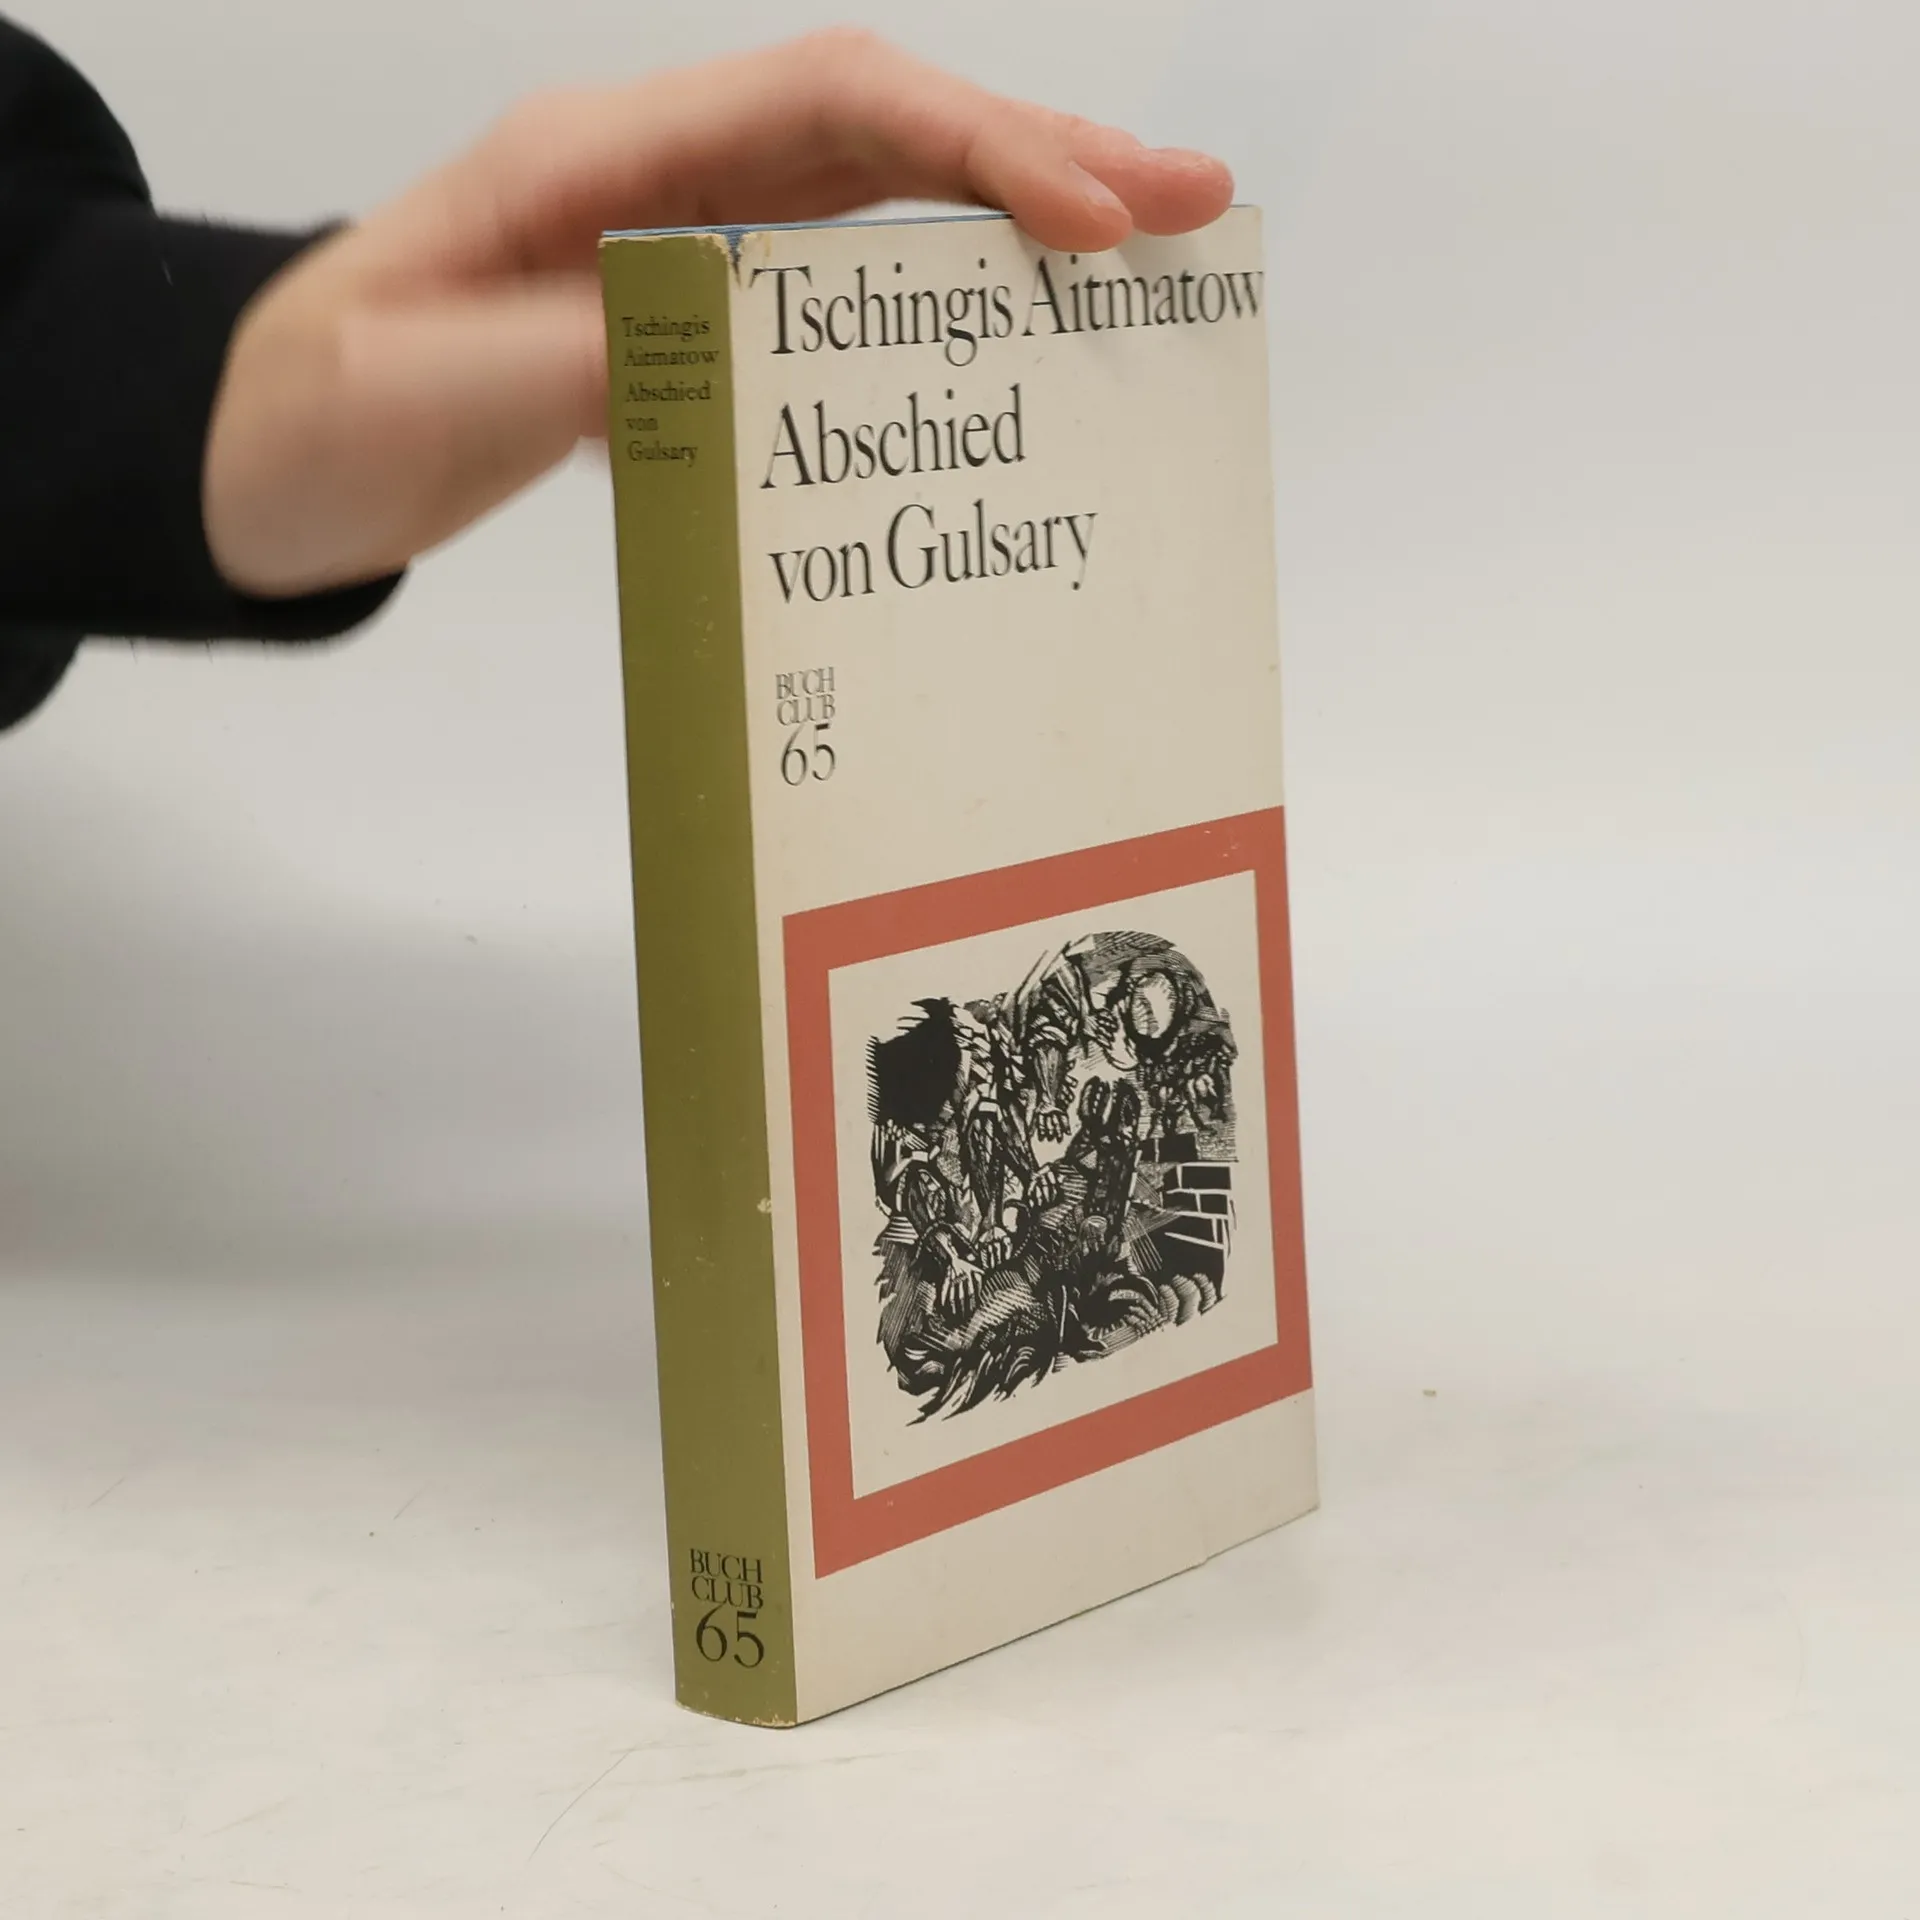 Tschingis
Aitmatow
Abschied
von
Gulsary
BUCH
CLUB
65
Tschingis Aitmatow
Abschied
von Gulsary
BUCH
CLUB
65